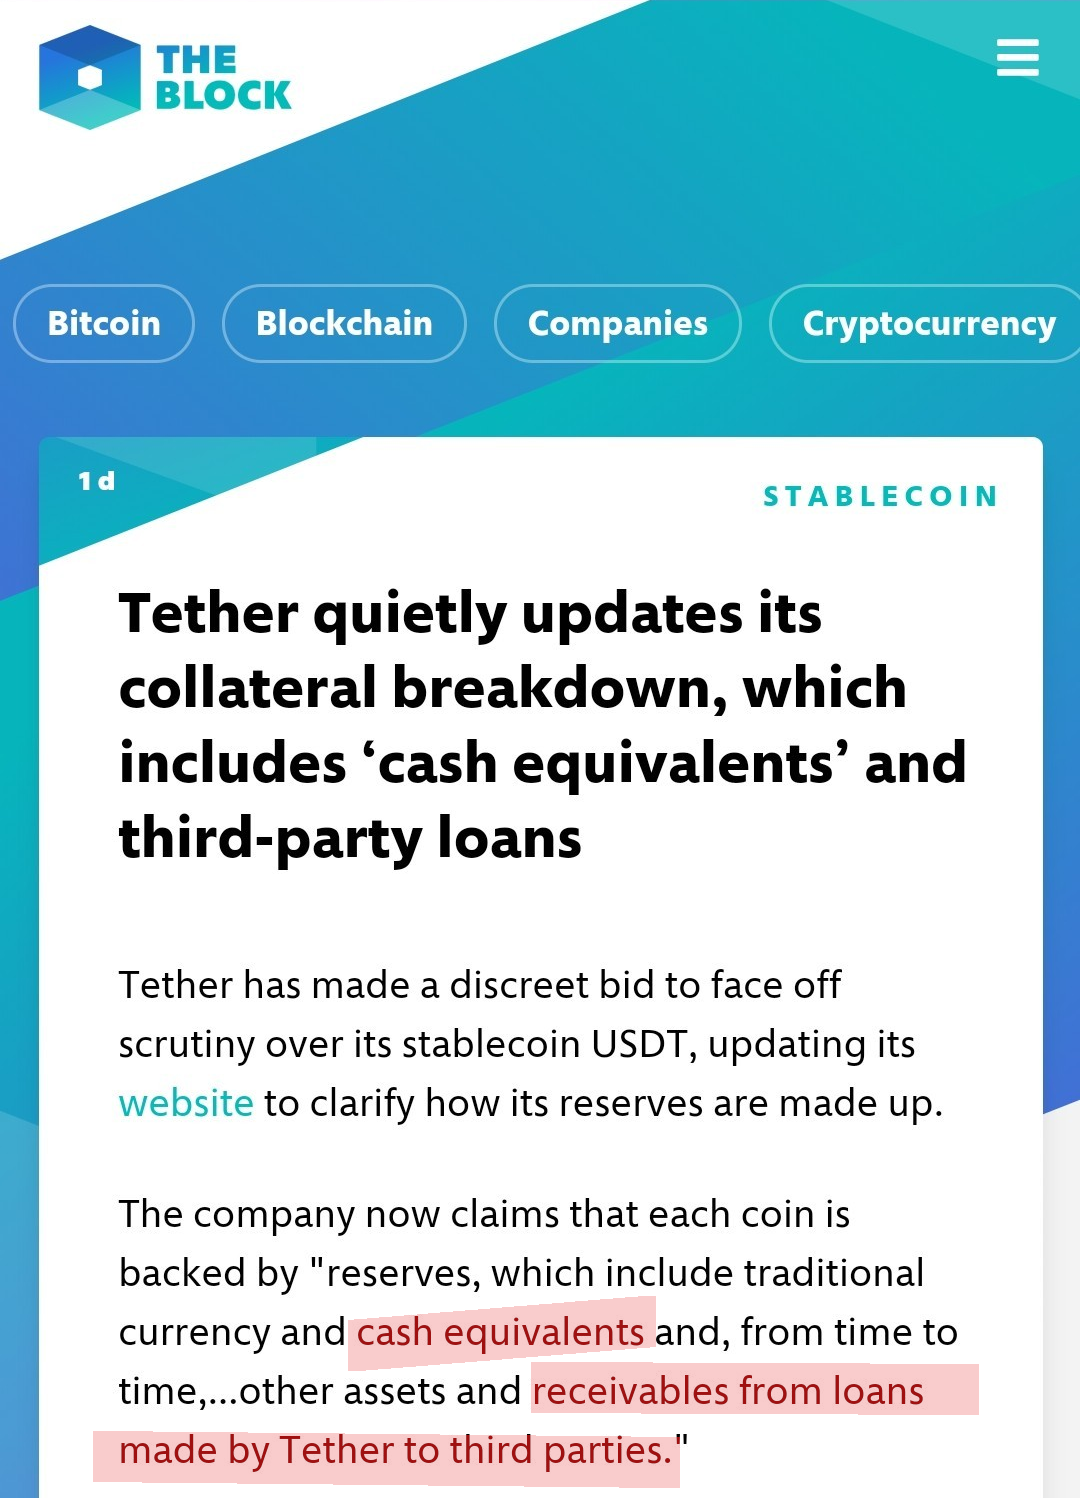 THE
BLOCK
Bitcoin
Blockchain
Companies
Cryptocurrency
1 d
STABLECOIN
Tether quietly updates its
collateral breakdown, which
includes ‘cash equivalents’ and
third-party loans
Tether has made a discreet bid to face off
scrutiny over its stablecoin USDT, updating its
website to clarify how its reserves are made up.
The company now claims that each coin is
backed by "reserves, which include traditional
currency and cash equivalents and, from time to
time,...other assets and receivables from loans
made by Tether to third parties."